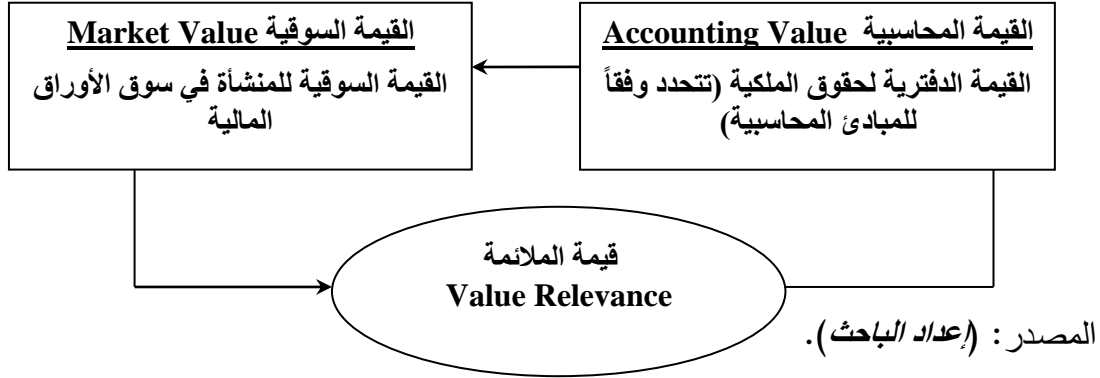 القيمة المحاسبية Accounting Value
القيمة الدفترية لحقوق الملكية (تتحدد وفقاً
للمبادئ المحاسبية)
القيمة السوقية Market Value
القيمة السوقية للمنشأة في سوق الأوراق
المالية
قيمة الملائمة
Value Relevance
المصدر: (إعداد الباحث).